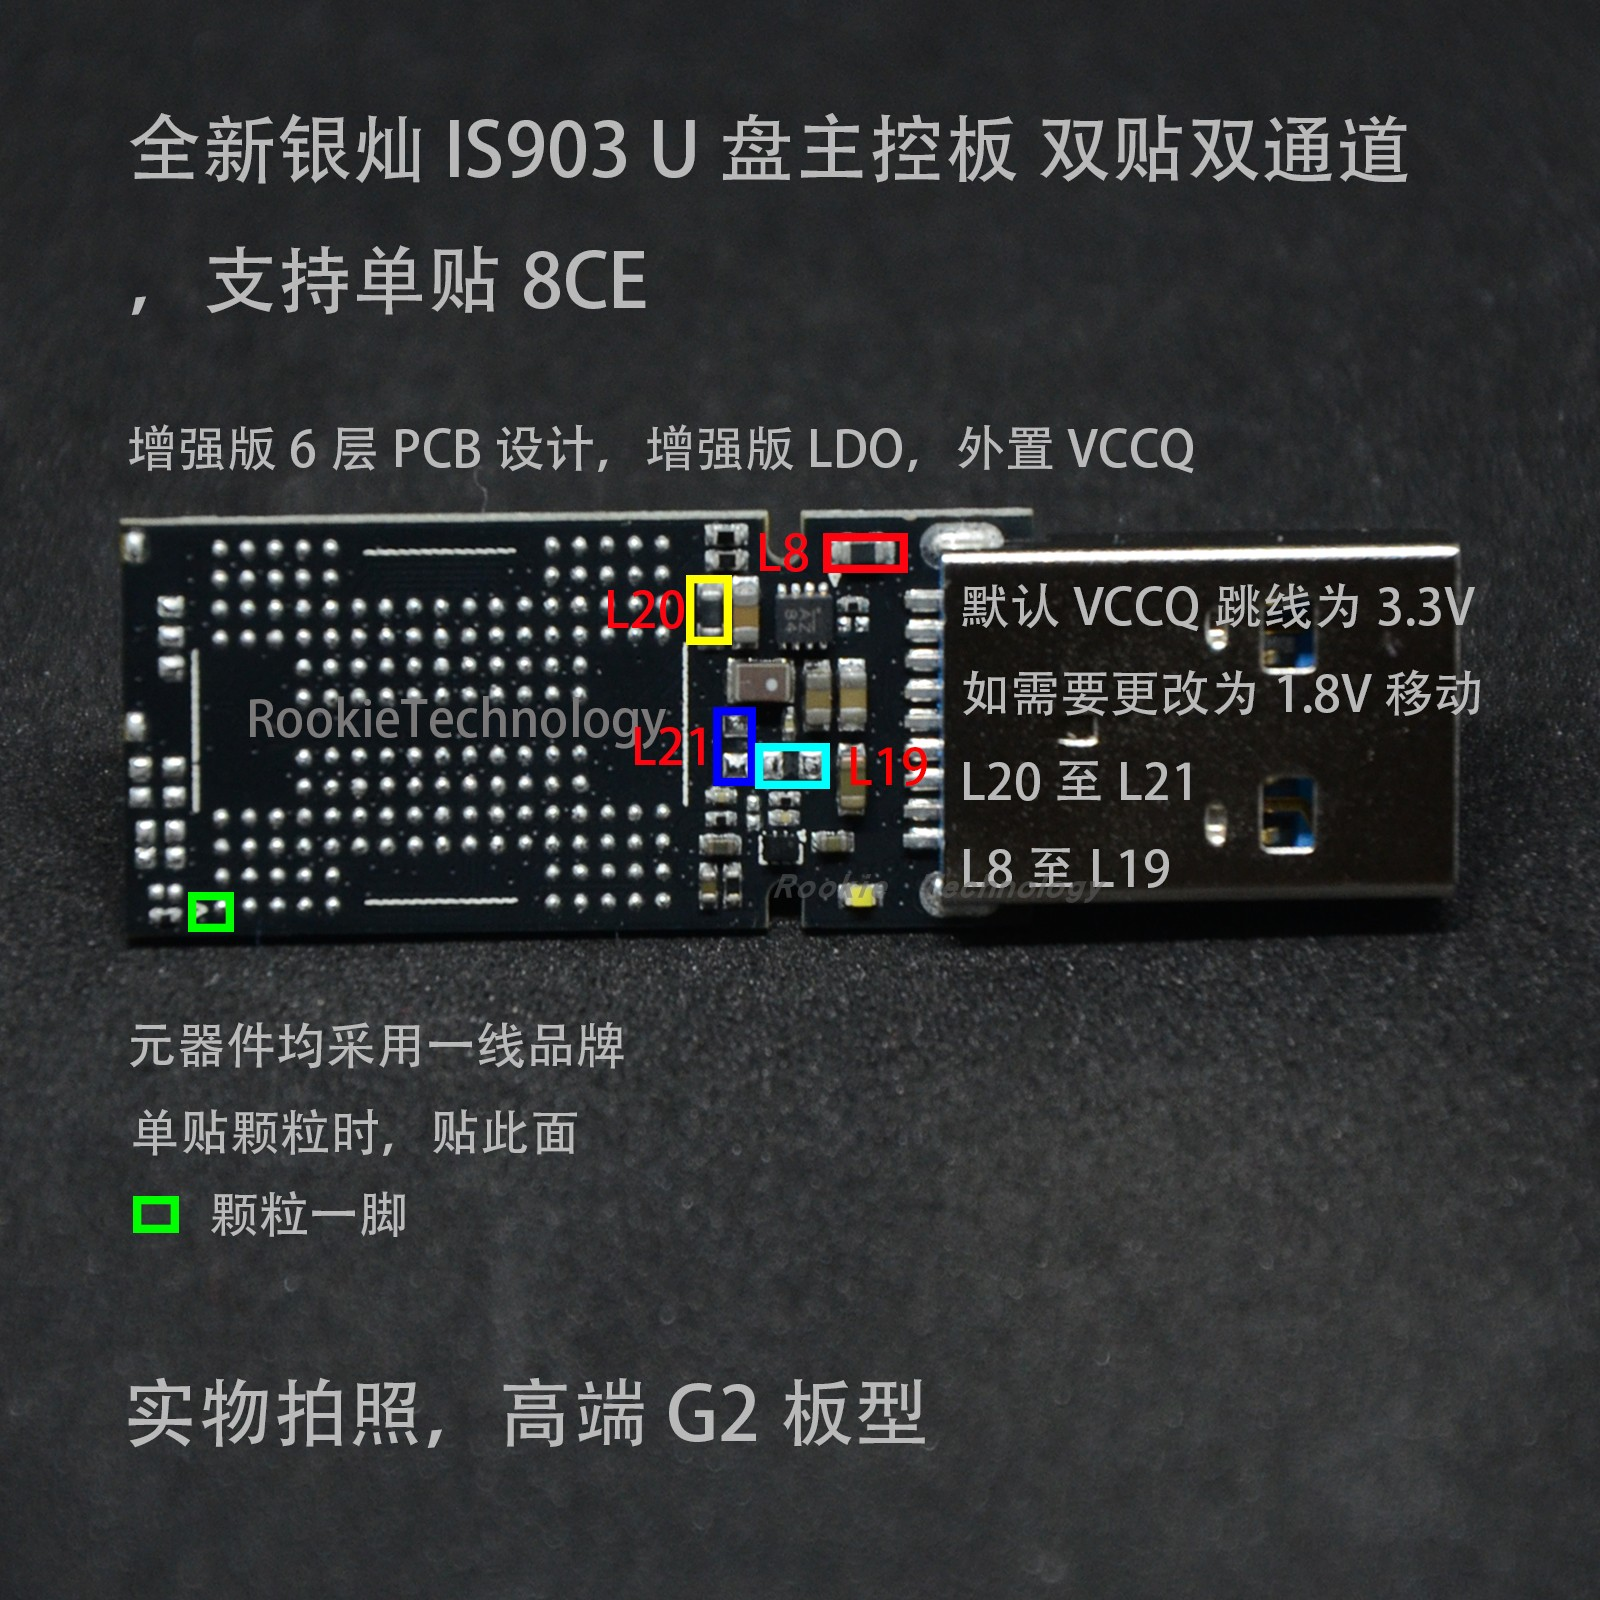 全新银灿 IS903 U 盘主控板 双贴双通道
，支持单贴 8CE
增强版 6 层 PCB 设计，增强版 LDO，外置 VCCQ
L8
L20
默认 VCCQ 跳线为 3.3V
如需要更改为 1.8V 移动
RookieTechnology
L21
L19
L20 至 L21
L8 至 L19
Rookie Technology
元器件均采用一线品牌
单贴颗粒时，贴此面
颗粒一脚
实物拍照，高端 G2 板型